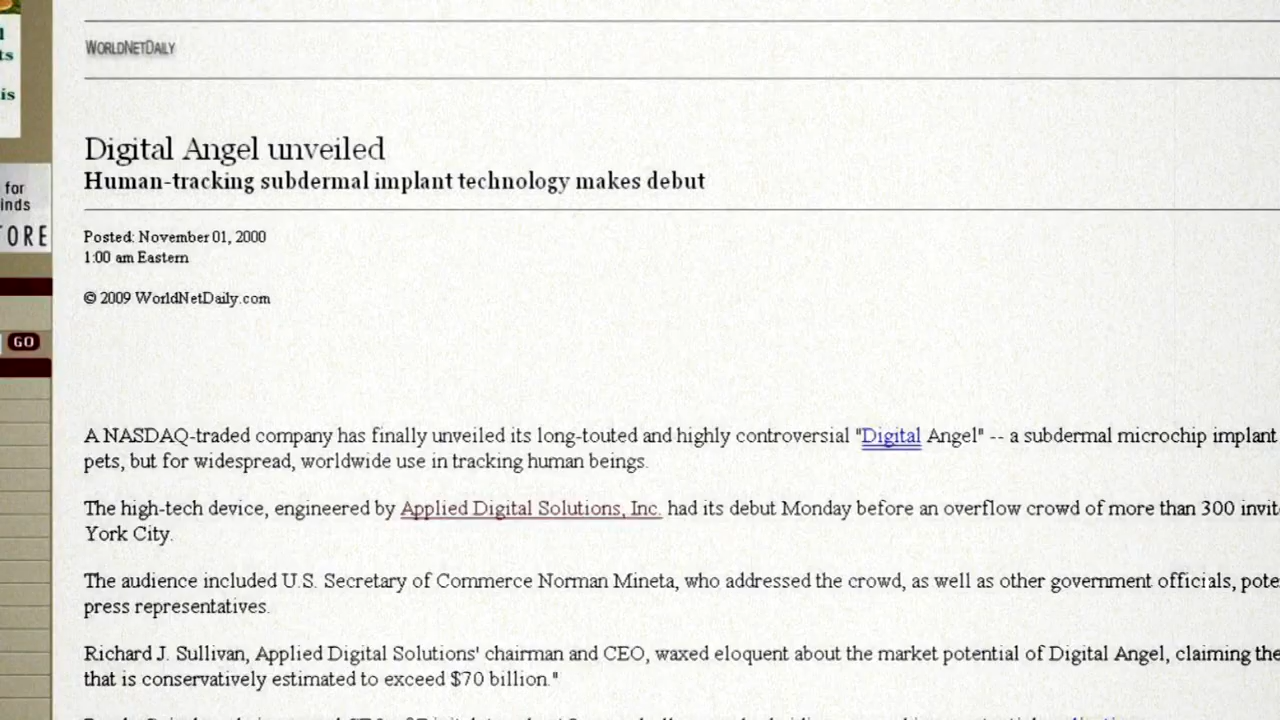 WORLDNETDAILY
Digital Angel unveiled
Human-tracking subdermal implant technology makes debut
Posted: November 01, 2000
1:00 am Eastern
© 2009 WorldNetDaily.com
for
TORE
GO
A NASDAQ-traded company has finally unveiled its long-touted and highly controversial "Digital Angel" -- a subdermal microchip implant
pets, but for widespread, worldwide use in tracking human beings.
The high-tech device, engineered by Applied Digital Solutions, Inc. had its debut Monday before an overflow crowd of more than 300 invit
York City.
The audience included U.S. Secretary of Commerce Norman Mineta, who addressed the crowd, as well as other government officials, pote
press representatives.
Richard J. Sullivan, Applied Digital Solutions' chairman and CEO, waxed eloquent about the market potential of Digital Angel, claiming the
that is conservatively estimated to exceed $70 billion."